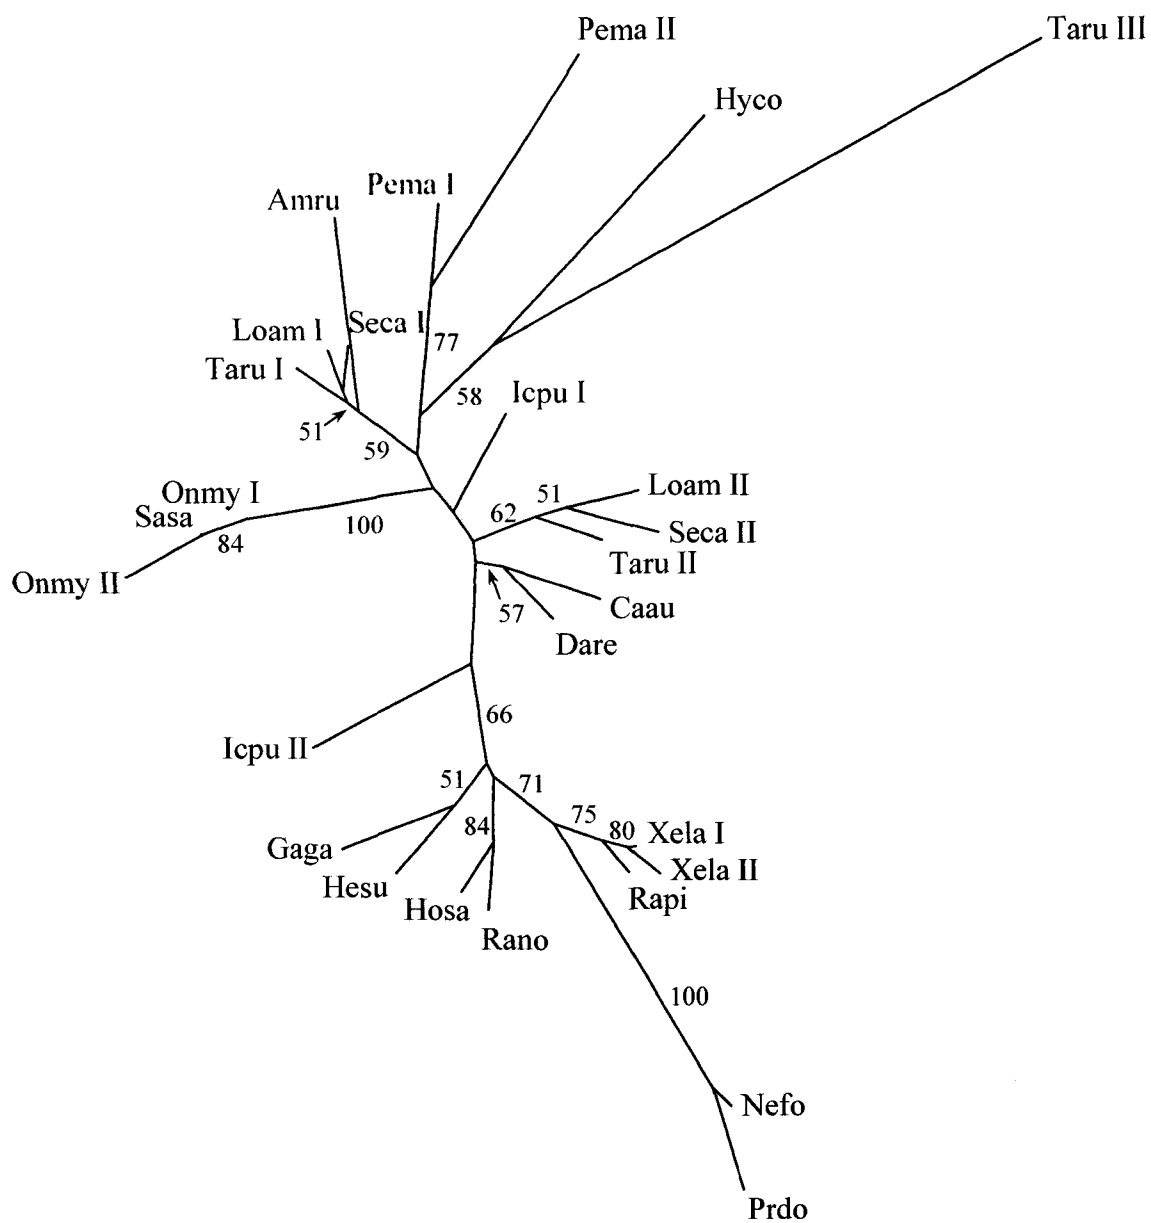 Pema II
Taru III
Hyco
Pema I
Amru
Seca I
Loam I
77
Taru I
58
Icpu I
51
59
Loam II
51
Onmy I
62
Sasa
100
Seca II
84
Taru II
Onmy II
57
Caau
Dare
66
Icpu II
51
71
75
80
Xela I
84
Gaga
Xela II
Hesu
Rapi
Hosa
Rano
100
Nefo
Prdo